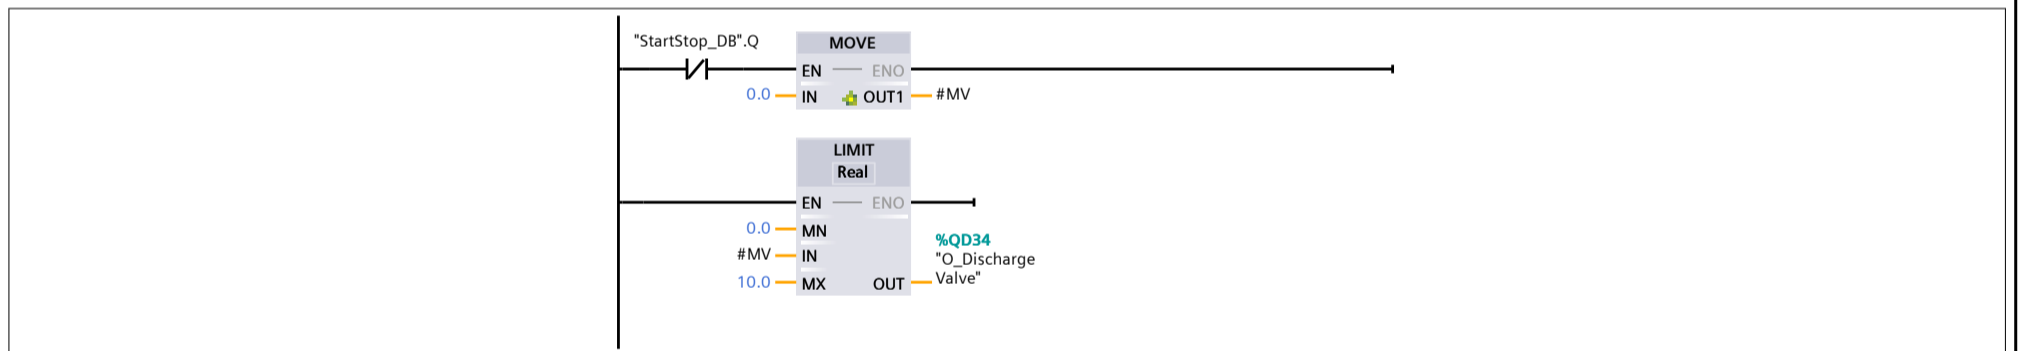 "StartStop_DB".Q
MOVE
EN ENO
0.0 IN OUT1 #MV
LIMIT
Real
EN ENO
0.0 MN
%QD34
#MV IN
"O_Discharge
Valve"
10.0 MX OUT